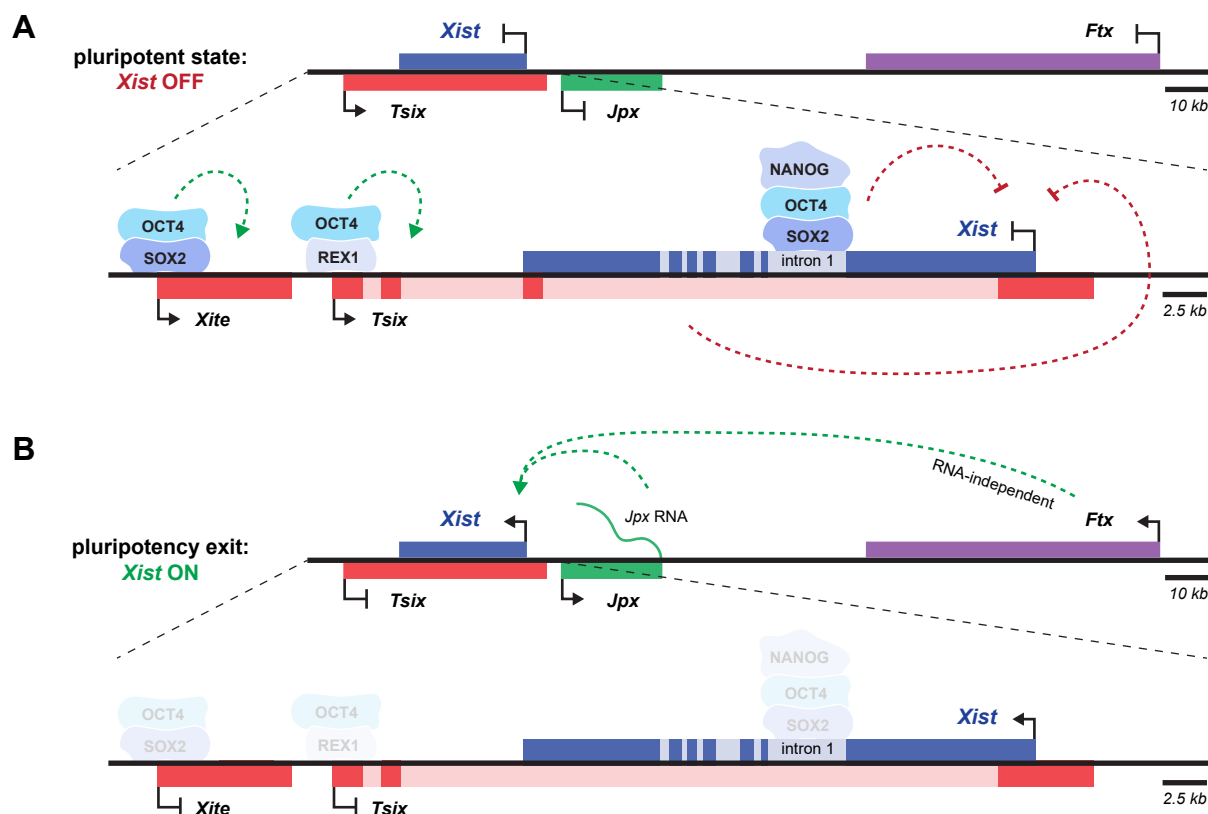 A
pluripotent state:
Xist OFF
Xist
Ftx
Tsix
Jpx
10 kb
NANOG
OCT4
SOX2
OCT4
SOX2
OCT4
REX1
Xist
intron 1
Xite
Tsix
2.5 kb
B
pluripotency exit:
Xist ON
RNA-independent
Xist
Jpx RNA
Ftx
Tsix
Jpx
10 kb
NANOG
OCT4
SOX2
OCT4
SOX2
OCT4
REX1
Xist
intron 1
Xite
Tsix
2.5 kb